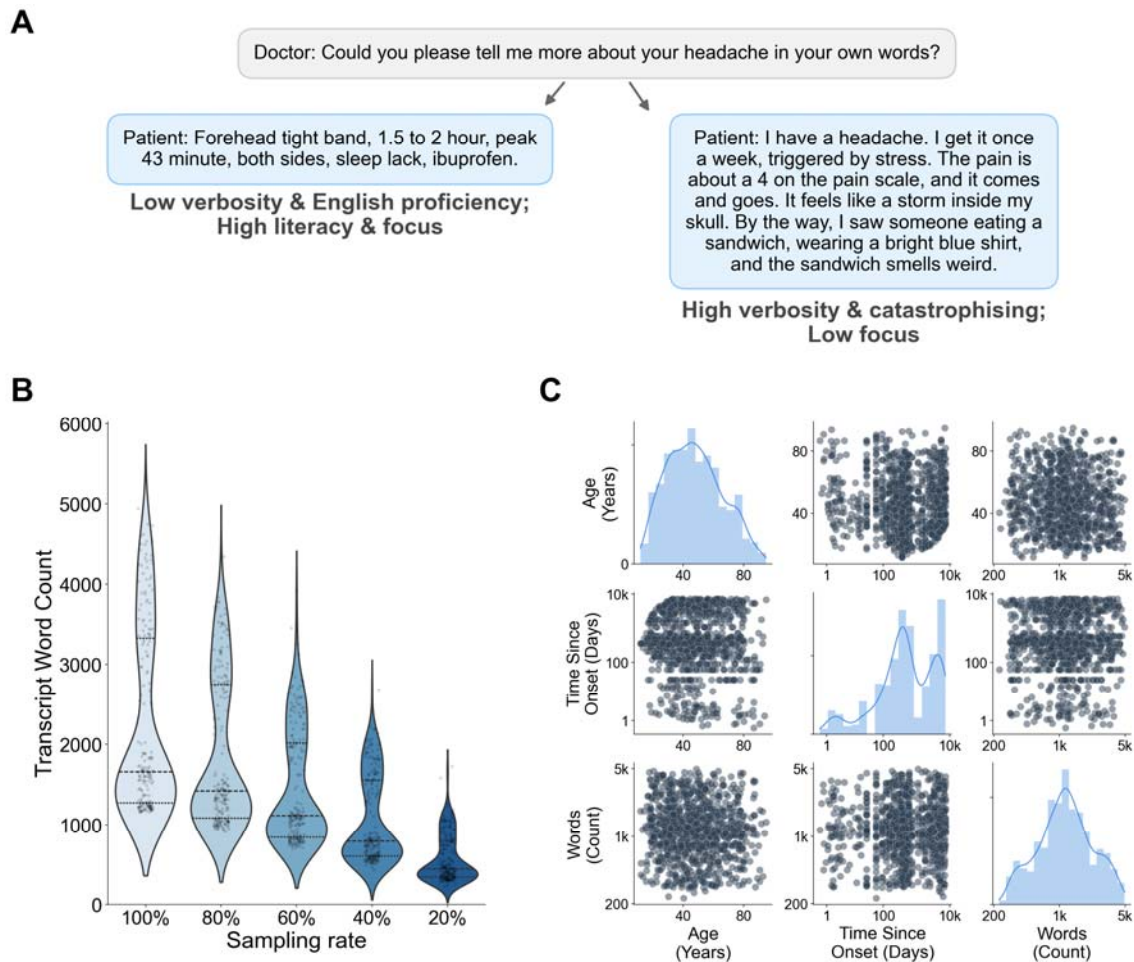 A
Doctor: Could you please tell me more about your headache in your own words?
Patient: Forehead tight band, 1.5 to 2 hour, peak
43 minute, both sides, sleep lack, ibuprofen.
Low verbosity & English proficiency;
High literacy & focus
Patient: I have a headache. I get it once
a week, triggered by stress. The pain is
about a 4 on the pain scale, and it comes
and goes. It feels like a storm inside my
skull. By the way, I saw someone eating a
sandwich, wearing a bright blue shirt,
and the sandwich smells weird.
High verbosity & catastrophising;
Low focus
B
Transcript Word Count
6000
5000
4000
3000
2000
1000
0
100% 80% 60% 40% 20%
Sampling rate
C
Age
(Years)
0
40 80
80
40
1 100 10k
80
40
200 1k 5k
Time Since
Onset (Days)
10k
100
1
40 80
1 100 10k
10k
100
1
200 1k 5k
Words
(Count)
5k
1k
200
40 80
Age
(Years)
5k
1k
200
1 100 10k
Time Since
Onset (Days)
200 1k 5k
Words
(Count)